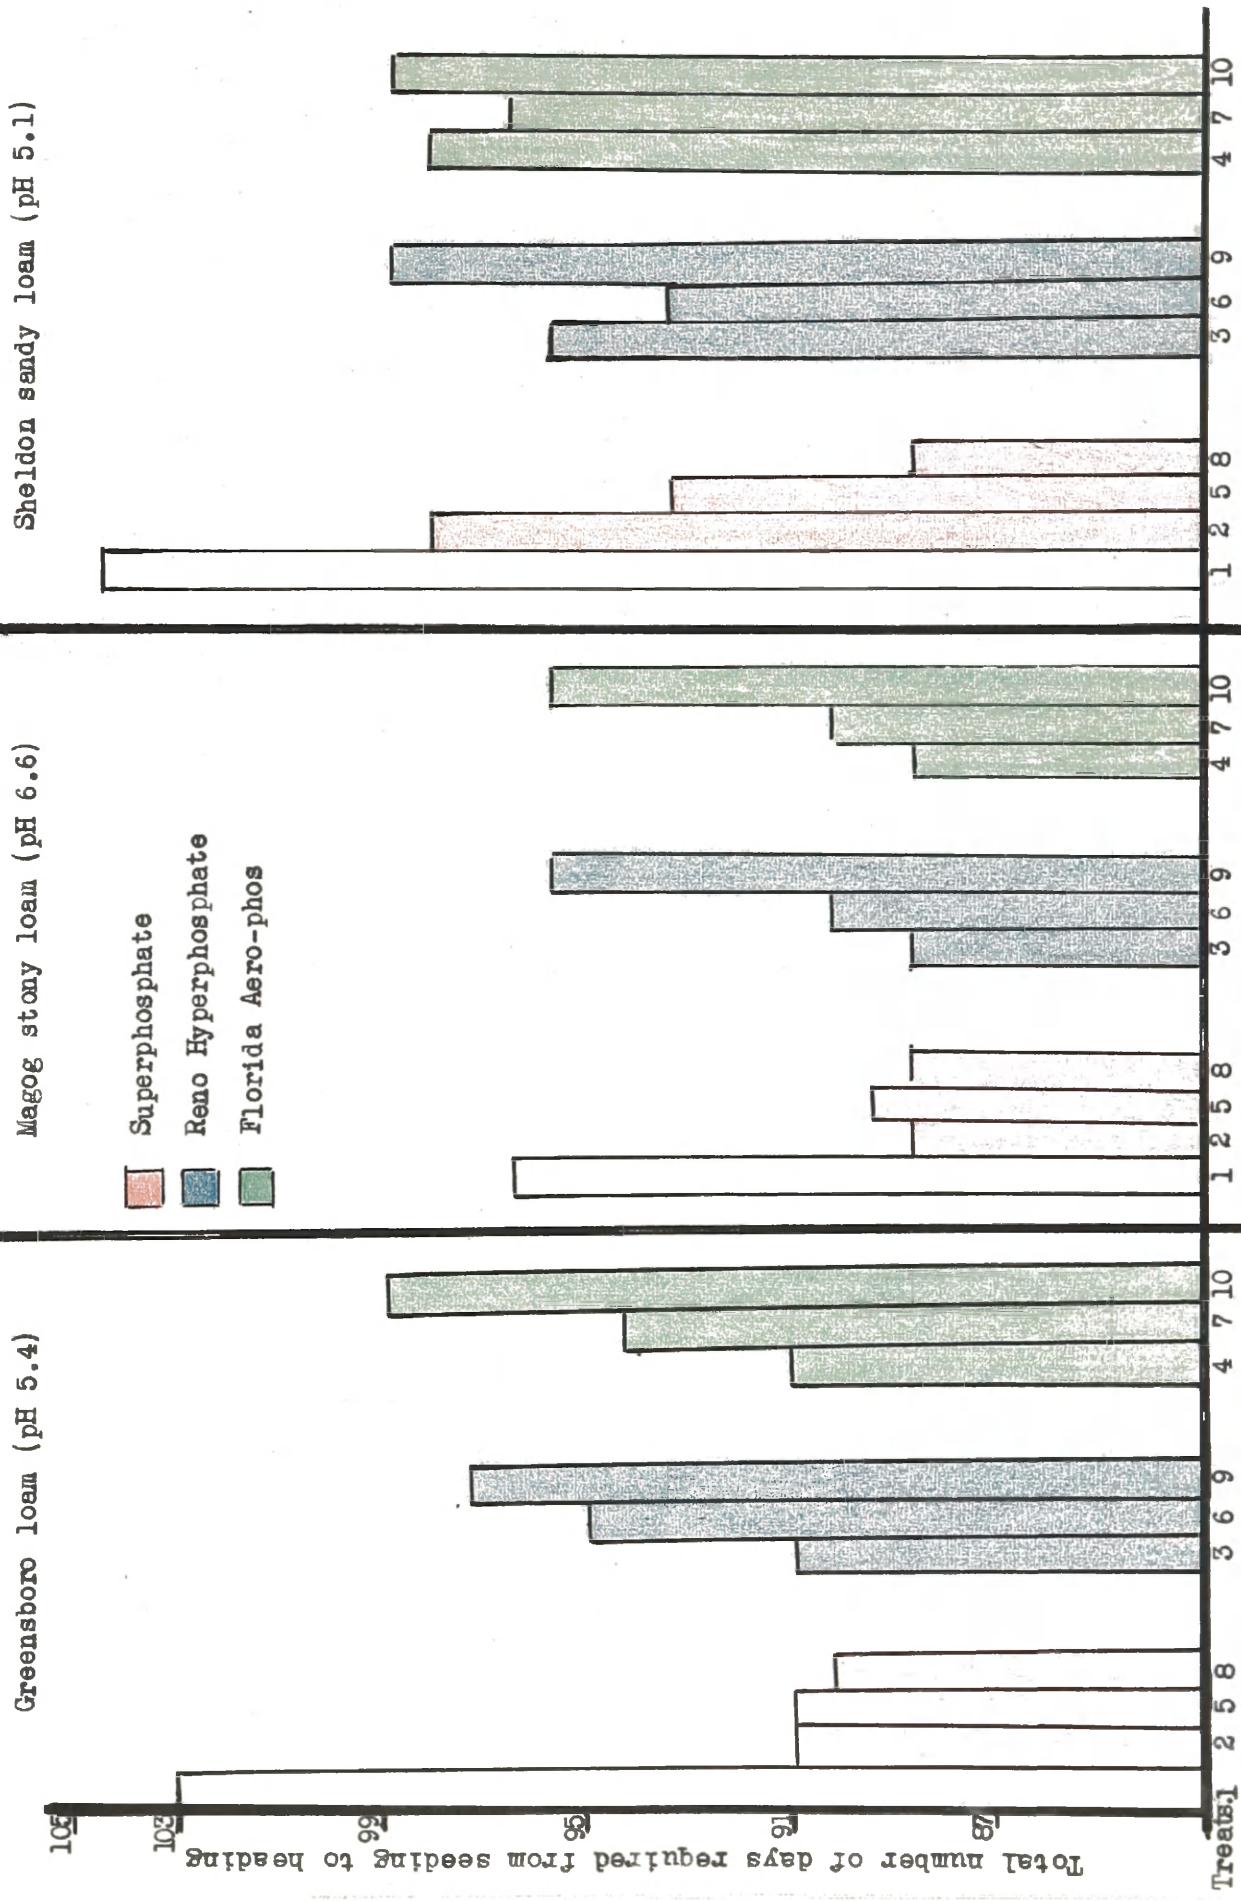 Greensboro loam (pH 5.4)
Magog stony loam (pH 6.6)
Sheldon sandy loam (pH 5.1)
Superphosphate
Reno Hyperphosphate
Florida Aero-phos
Total number of days required from seeding to heading
105
103
99
95
91
87
Treats.1 2 5 8 3 6 9 4 7 10 1 2 5 8 3 6 9 4 7 10 1 2 5 8 3 6 9 4 7 10